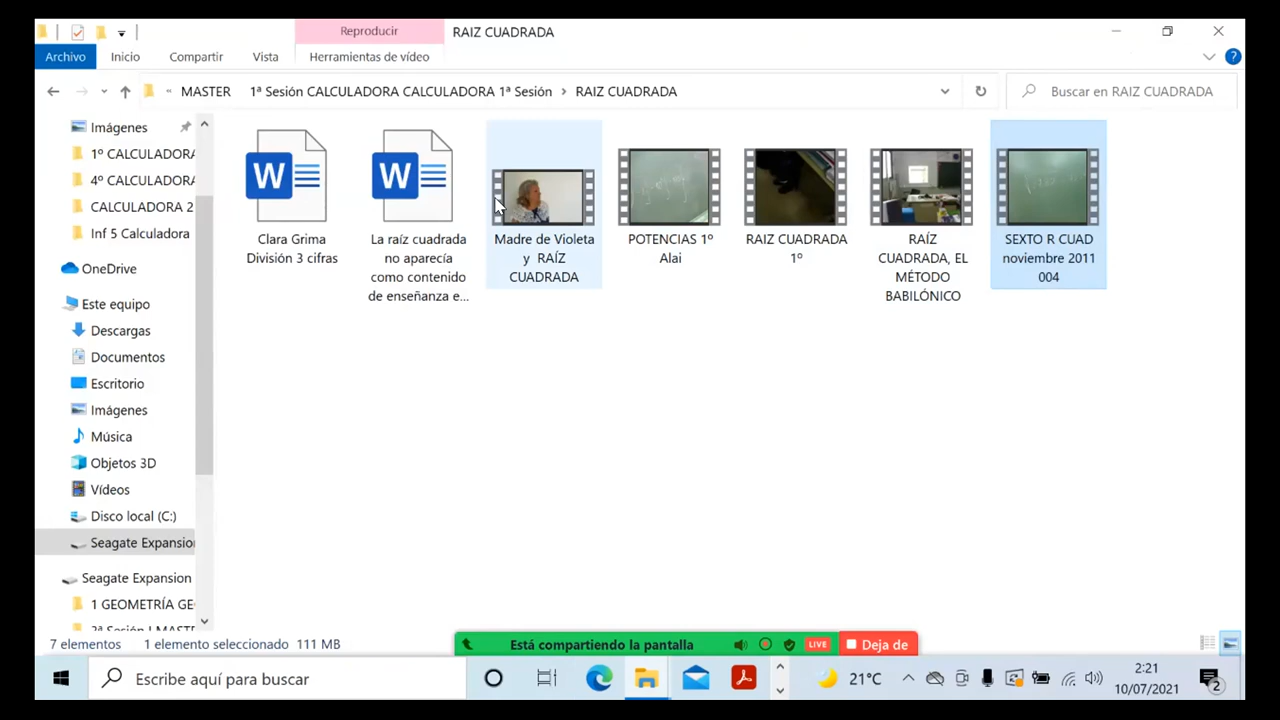 Reproducir
RAIZ CUADRADA
Archivo
Inicio
Compartir
Vista
Herramientas de vídeo
« MASTER
1ª Sesión CALCULADORA CALCULADORA 1ª Sesión
RAIZ CUADRADA
Buscar en RAIZ CUADRADA
Imágenes
1º CALCULADORA
4º CALCULADORA
CALCULADORA 2
Inf 5 Calculadora
OneDrive
Este equipo
Descargas
Documentos
Escritorio
Imágenes
Música
Objetos 3D
Vídeos
Disco local (C:)
Seagate Expansion
Seagate Expansion
1 GEOMETRÍA GE
Clara Grima
División 3 cifras
La raíz cuadrada
no aparecía
como contenido
de enseñanza e...
Madre de Violeta
y RAÍZ
CUADRADA
POTENCIAS 1º
Alai
RAIZ CUADRADA
1º
RAÍZ
CUADRADA, EL
MÉTODO
BABILÓNICO
SEXTO R CUAD
noviembre 2011
004
7 elementos
1 elemento seleccionado 111 MB
Está compartiendo la pantalla
LIVE
Deja de
Escribe aquí para buscar
21°C
2:21
10/07/2021
2